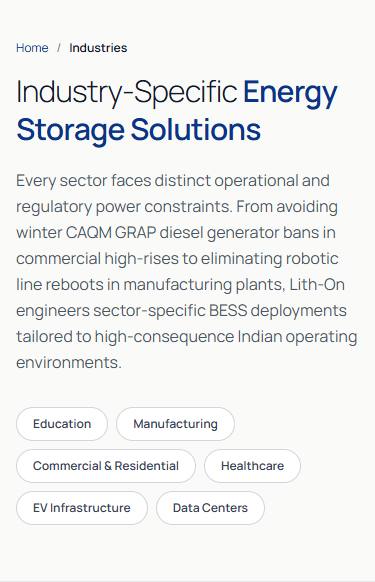 Home / Industries
Industry-Specific Energy
Storage Solutions
Every sector faces distinct operational and
regulatory power constraints. From avoiding
winter CAQM GRAP diesel generator bans in
commercial high-rises to eliminating robotic
line reboots in manufacturing plants, Lith-On
engineers sector-specific BESS deployments
tailored to high-consequence Indian operating
environments.
Education Manufacturing
Commercial & Residential Healthcare
EV Infrastructure Data Centers